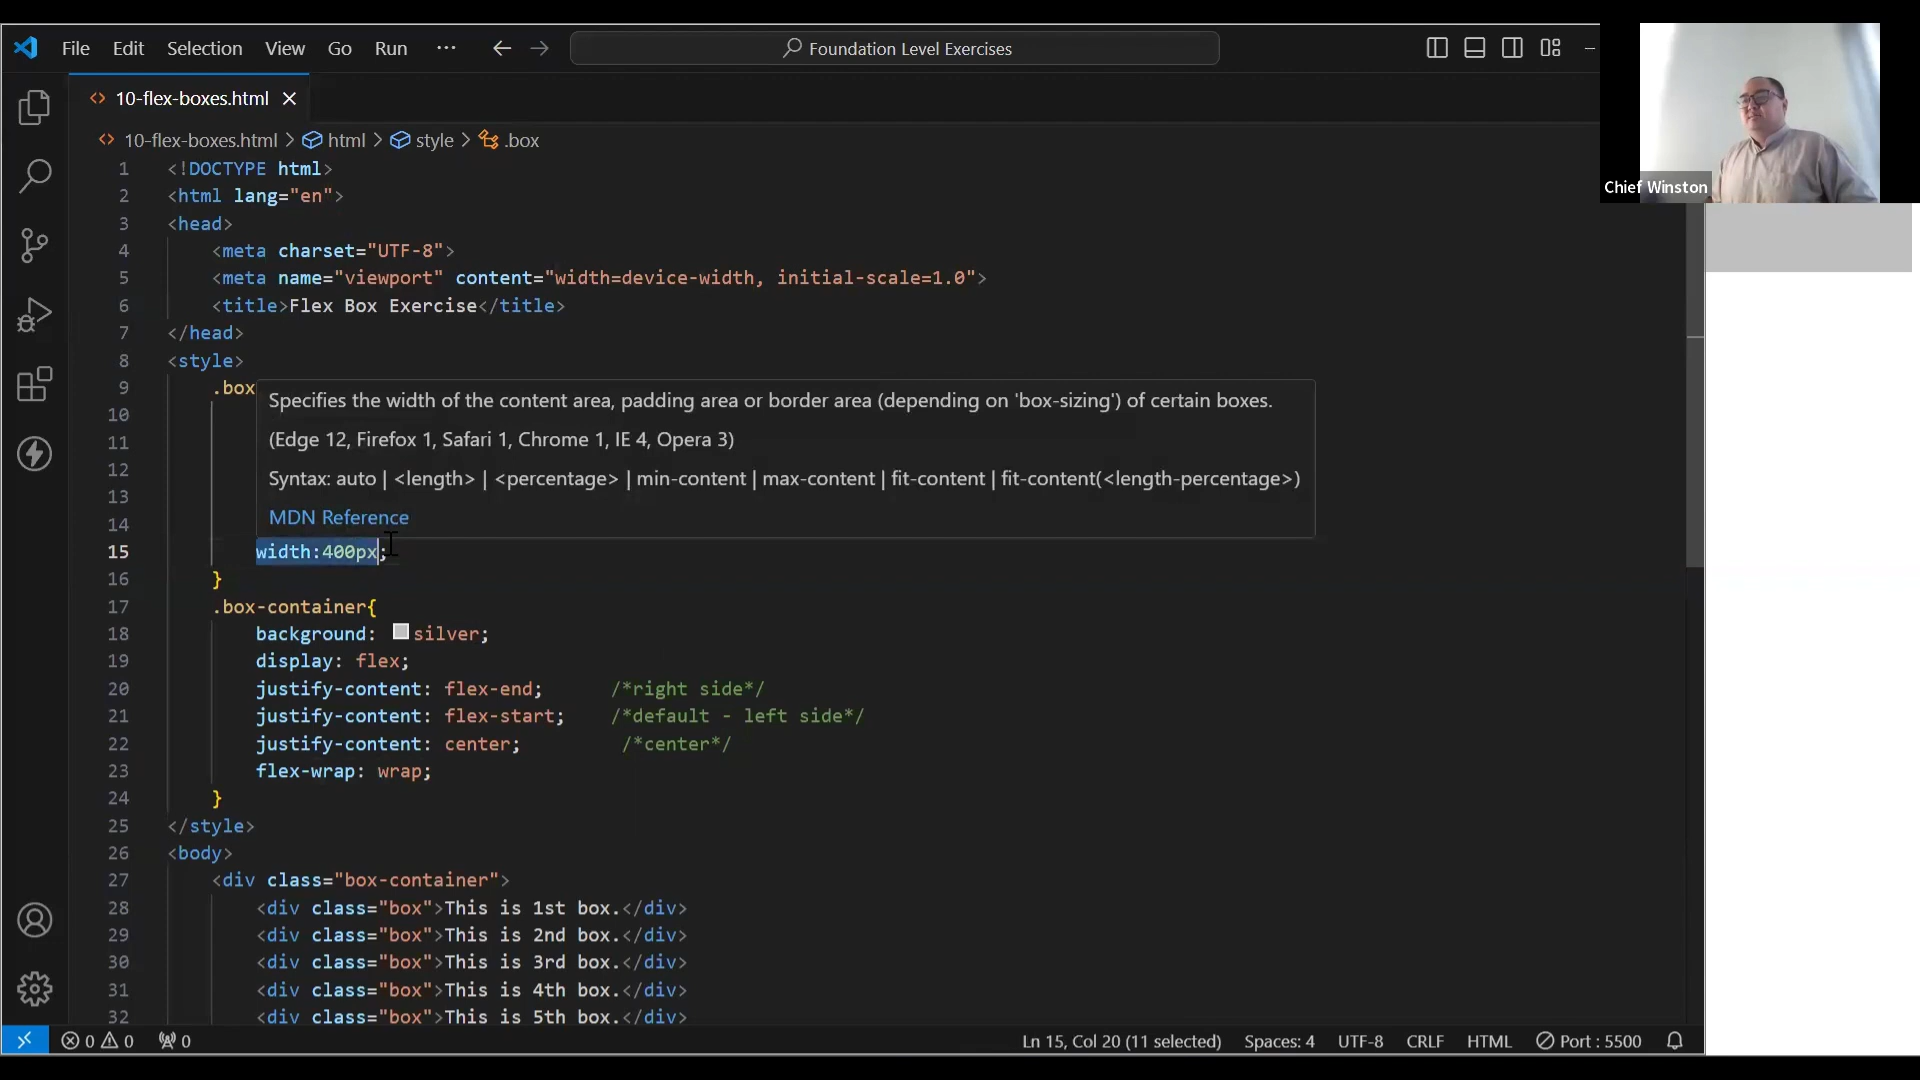 File Edit Selection View Go Run ··· Foundation Level Exercises
10-flex-boxes.html
10-flex-boxes.html > html > style > .box
Chief Winston
1 <!DOCTYPE html>
2 <html lang="en">
3 <head>
4 <meta charset="UTF-8">
5 <meta name="viewport" content="width=device-width, initial-scale=1.0">
6 <title>Flex Box Exercise</title>
7 </head>
8 <style>
9 .box
Specifies the width of the content area, padding area or border area (depending on 'box-sizing') of certain boxes.
10
11
(Edge 12, Firefox 1, Safari 1, Chrome 1, IE 4, Opera 3)
12
Syntax: auto | <length> | <percentage> | min-content | max-content | fit-content | fit-content(<length-percentage>)
13
14
MDN Reference
15 width:400px;
16 }
17 .box-container{
18 background: silver;
19 display: flex;
20 justify-content: flex-end; /*right side*/
21 justify-content: flex-start; /*default - left side*/
22 justify-content: center; /*center*/
23 flex-wrap: wrap;
24 }
25 </style>
26 <body>
27 <div class="box-container">
28 <div class="box">This is 1st box.</div>
29 <div class="box">This is 2nd box.</div>
30 <div class="box">This is 3rd box.</div>
31 <div class="box">This is 4th box.</div>
32 <div class="box">This is 5th box.</div>
0 0 0 Ln 15, Col 20 (11 selected) Spaces: 4 UTF-8 CRLF HTML Port : 5500